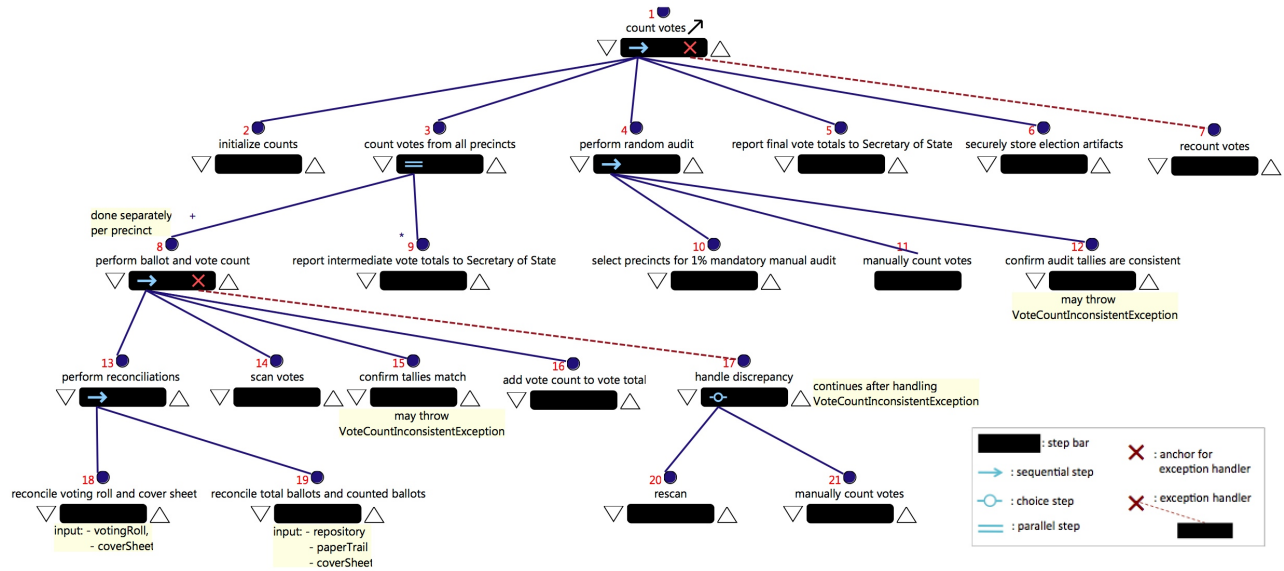 1
count votes
2
initialize counts
3
count votes from all precincts
4
perform random audit
5
report final vote totals to Secretary of State
6
securely store election artifacts
7
recount votes
done separately +
per precinct
8
perform ballot and vote count
* 9
report intermediate vote totals to Secretary of State
10
select precincts for 1% mandatory manual audit
11
manually count votes
12
confirm audit tallies are consistent
may throw
VoteCountInconsistentException
13
perform reconciliations
14
scan votes
15
confirm tallies match
may throw
VoteCountInconsistentException
16
add vote count to vote total
17
handle discrepancy
continues after handling
VoteCountInconsistentException
18
reconcile voting roll and cover sheet
input: - votingRoll,
- coverSheet
19
reconcile total ballots and counted ballots
input: - repository
- paperTrail
- coverSheet
20
rescan
21
manually count votes
: step bar
: sequential step
: choice step
: parallel step
: anchor for
exception handler
: exception handler